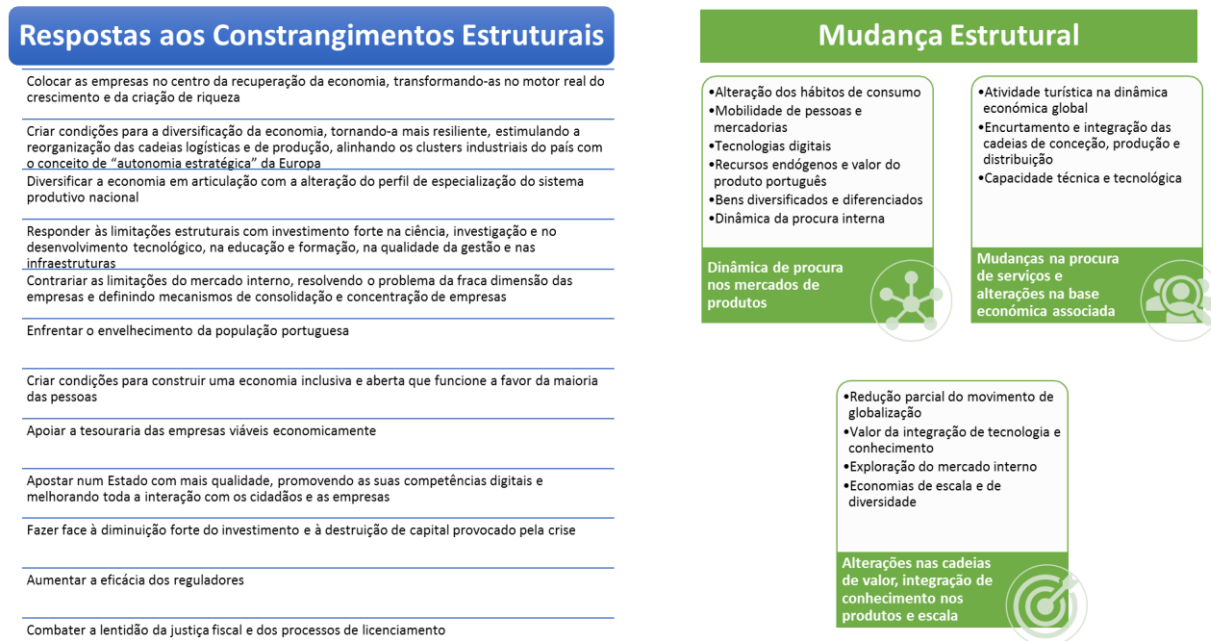 Respostas aos Constrangimentos Estruturais
Colocar as empresas no centro da recuperação da economia, transformando-as no motor real do
crescimento e da criação de riqueza
Criar condições para a diversificação da economia, tornando-a mais resiliente, estimulando a
reorganização das cadeias logísticas e de produção, alinhando os clusters industriais do país com
o conceito de “autonomia estratégica” da Europa
Diversificar a economia em articulação com a alteração do perfil de especialização do sistema
produtivo nacional
Responder às limitações estruturais com investimento forte na ciência, investigação e no
desenvolvimento tecnológico, na educação e formação, na qualidade da gestão e nas
infraestruturas
Contrariar as limitações do mercado interno, resolvendo o problema da fraca dimensão das
empresas e definindo mecanismos de consolidação e concentração de empresas
Enfrentar o envelhecimento da população portuguesa
Criar condições para construir uma economia inclusiva e aberta que funcione a favor da maioria
das pessoas
Apoiar a tesouraria das empresas viáveis economicamente
Apostar num Estado com mais qualidade, promovendo as suas competências digitais e
melhorando toda a interação com os cidadãos e as empresas
Fazer face à diminuição forte do investimento e à destruição de capital provocado pela crise
Aumentar a eficácia dos reguladores
Combater a lentidão da justiça fiscal e dos processos de licenciamento
Mudança Estrutural
•Alteração dos hábitos de consumo
•Mobilidade de pessoas e
mercadorias
•Tecnologias digitais
•Recursos endógenos e valor do
produto português
•Bens diversificados e diferenciados
•Dinâmica da procura interna
Dinâmica de procura
nos mercados de
produtos
•Atividade turística na dinâmica
económica global
•Encurtamento e integração das
cadeias de conceção, produção e
distribuição
•Capacidade técnica e tecnológica
Mudanças na procura
de serviços e
alterações na base
económica associada
•Redução parcial do movimento de
globalização
•Valor da integração de tecnologia e
conhecimento
•Exploração do mercado interno
•Economias de escala e de
diversidade
Alterações nas cadeias
de valor, integração de
conhecimento nos
produtos e escala